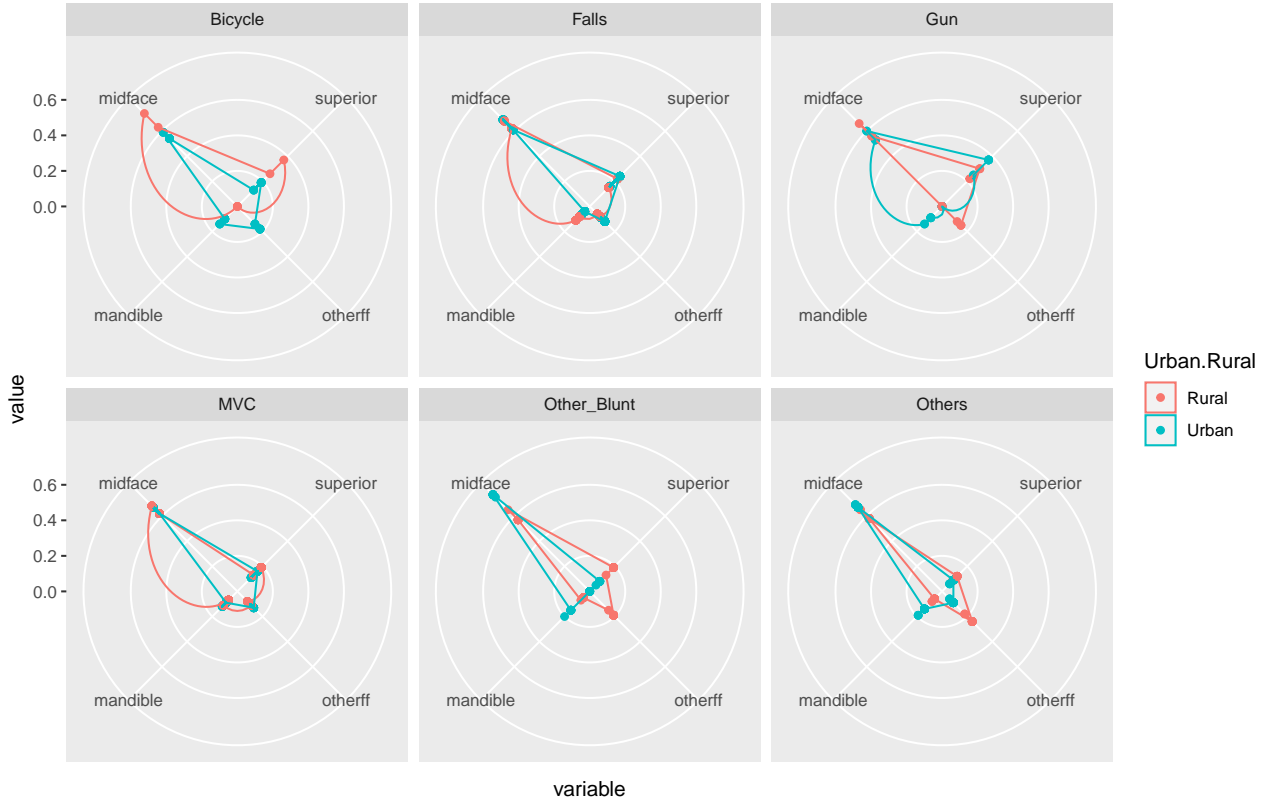 Bicycle
Falls
Gun
midface
superior
mandible
otherff
midface
superior
mandible
otherff
midface
superior
mandible
otherff
0.6
0.4
0.2
0.0
MVC
Other_Blunt
Others
midface
superior
mandible
otherff
midface
superior
mandible
otherff
midface
superior
mandible
otherff
0.6
0.4
0.2
0.0
value
variable
Urban.Rural
Rural
Urban